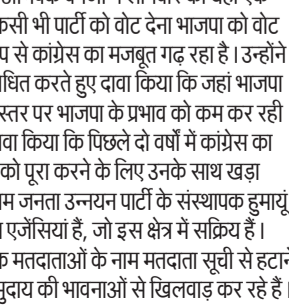 किसी भी पार्टी को वोट देना भाजपा को वोट
प से कांग्रेस का मजबूत गढ़ रहा है। उन्होंने
धित करते हुए दावा किया कि जहां भाजपा
स्तर पर भाजपा के प्रभाव को कम कर रही
वा किया कि पिछले दो वर्षों में कांग्रेस का
को पूरा करने के लिए उनके साथ खड़ा
म जनता उन्नयन पार्टी के संस्थापक हुमायूं
एजेंसियां हैं, जो इस क्षेत्र में सक्रिय हैं।
क मतदाताओं के नाम मतदाता सूची से हटाने
मुदाय की भावनाओं से खिलवाड़ कर रहे हैं।